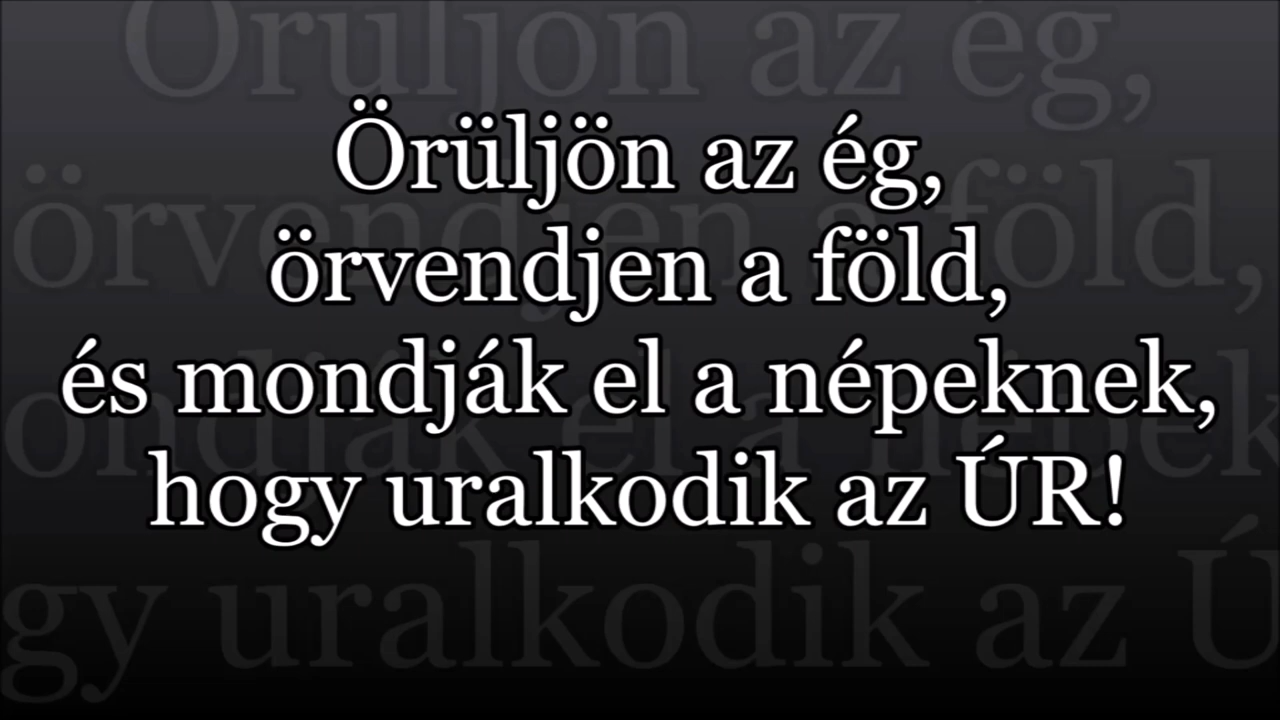 Örüljön az ég,
örvendjen a föld,
és mondják el a népeknek,
hogy uralkodik az ÚR!